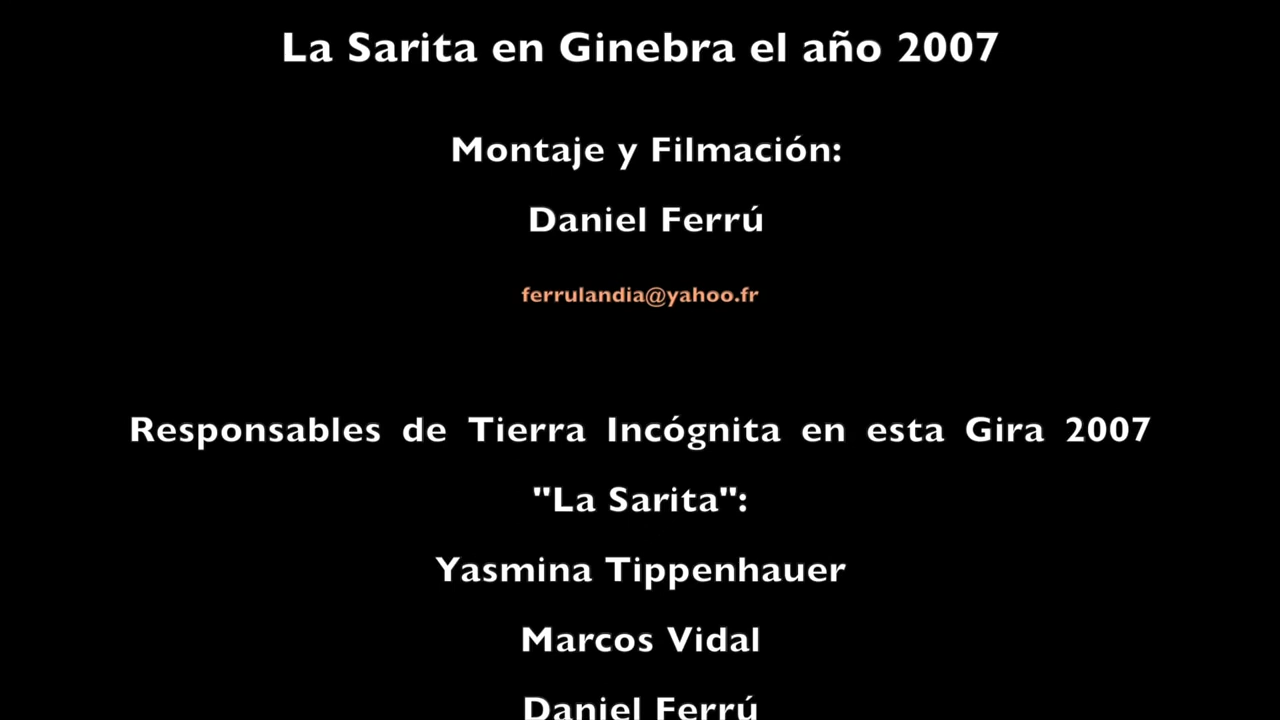 La Sarita en Ginebra el año 2007
Montaje y Filmación:
Daniel Ferrú
ferrulandia@yahoo.fr
Responsables de Tierra Incógnita en esta Gira 2007
"La Sarita":
Yasmina Tippenhauer
Marcos Vidal
Daniel Ferrú